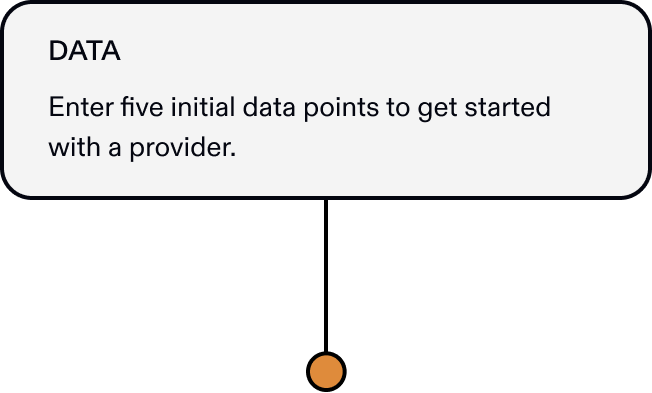 DATA
Enter five initial data points to get started
with a provider.